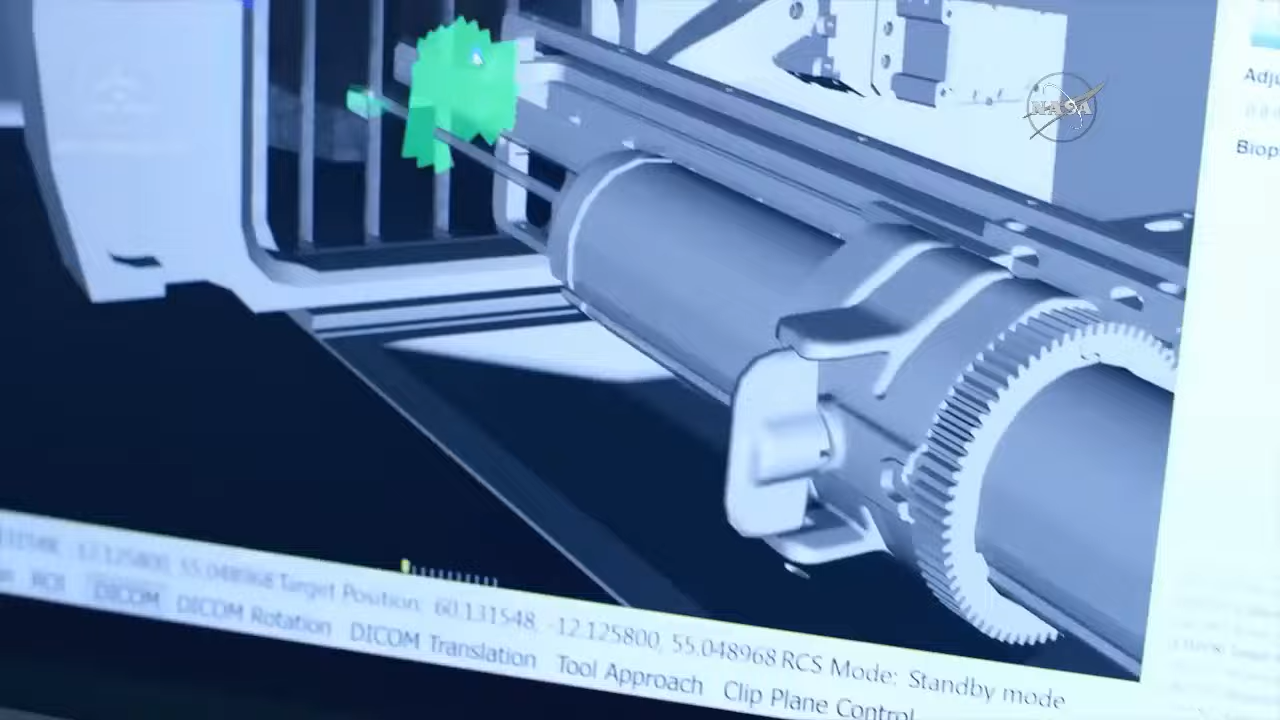 NASA
Adju
Biop
12.125800, 55.048968 Target Position: 60.131548, -12.125800, 55.048968 RCS Mode: Standby mode
ROI DICOM DICOM Rotation DICOM Translation Tool Approach Clip Plane Control